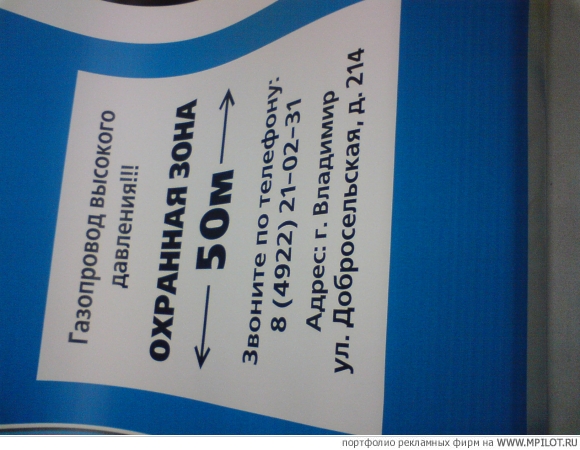 Газопровод высокого
давления!!!
ОХРАННАЯ ЗОНА
50м
Звоните по телефону:
8 (4922) 21-02-31
Адрес: г. Владимир
ул. Добросельская, д. 214
портфолио рекламных фирм на WWW.MPILOT.RU